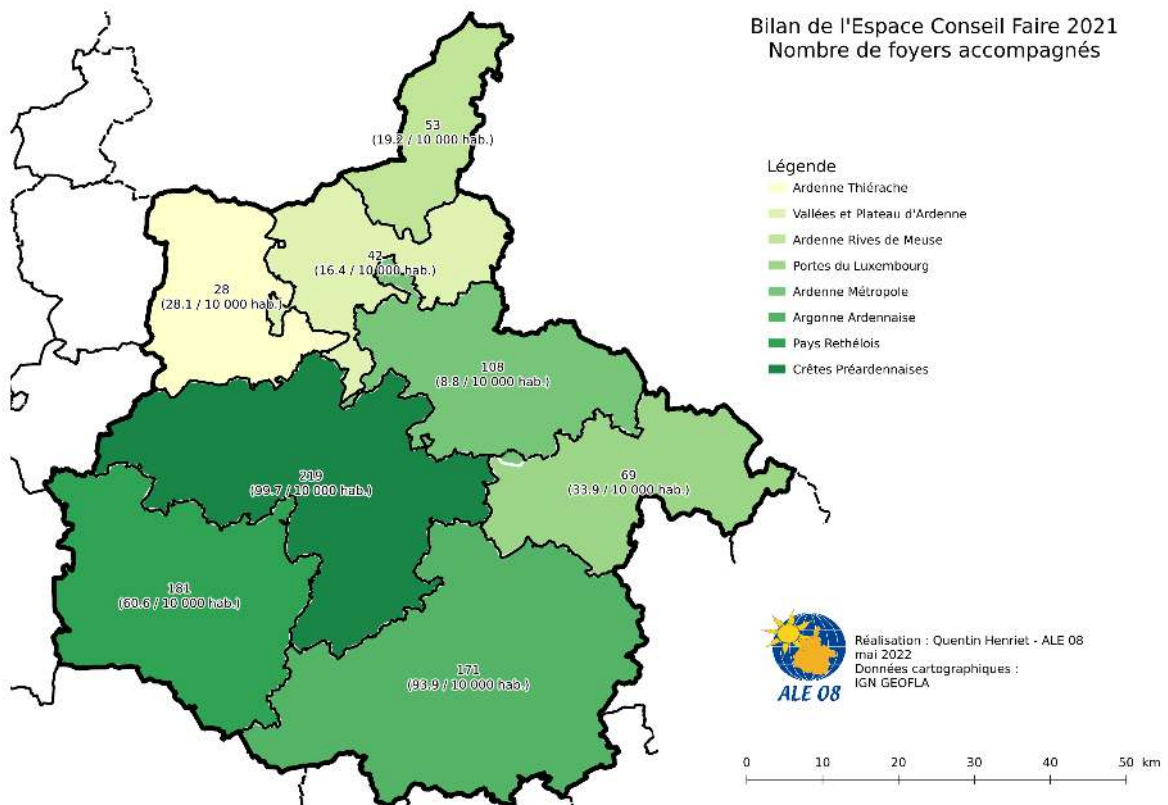 Bilan de l'Espace Conseil Faire 2021
Nombre de foyers accompagnés
53
(19.2 / 10 000 hab.)
42
(16.4 / 10 000 hab.)
28
(28.1 / 10 000 hab.)
108
(8.8 / 10 000 hab.)
219
(99.7 / 10 000 hab.)
69
(33.9 / 10 000 hab.)
181
(60.6 / 10 000 hab.)
171
(93.9 / 10 000 hab.)
Légende
Ardenne Thiérache
Vallées et Plateau d'Ardenne
Ardenne Rives de Meuse
Portes du Luxembourg
Ardenne Métropole
Argonne Ardennaise
Pays Rethélois
Crêtes Préardennaises
ALE 08
Réalisation : Quentin Henriet - ALE 08
mai 2022
Données cartographiques :
IGN GEOFLA
0 10 20 30 40 50 km